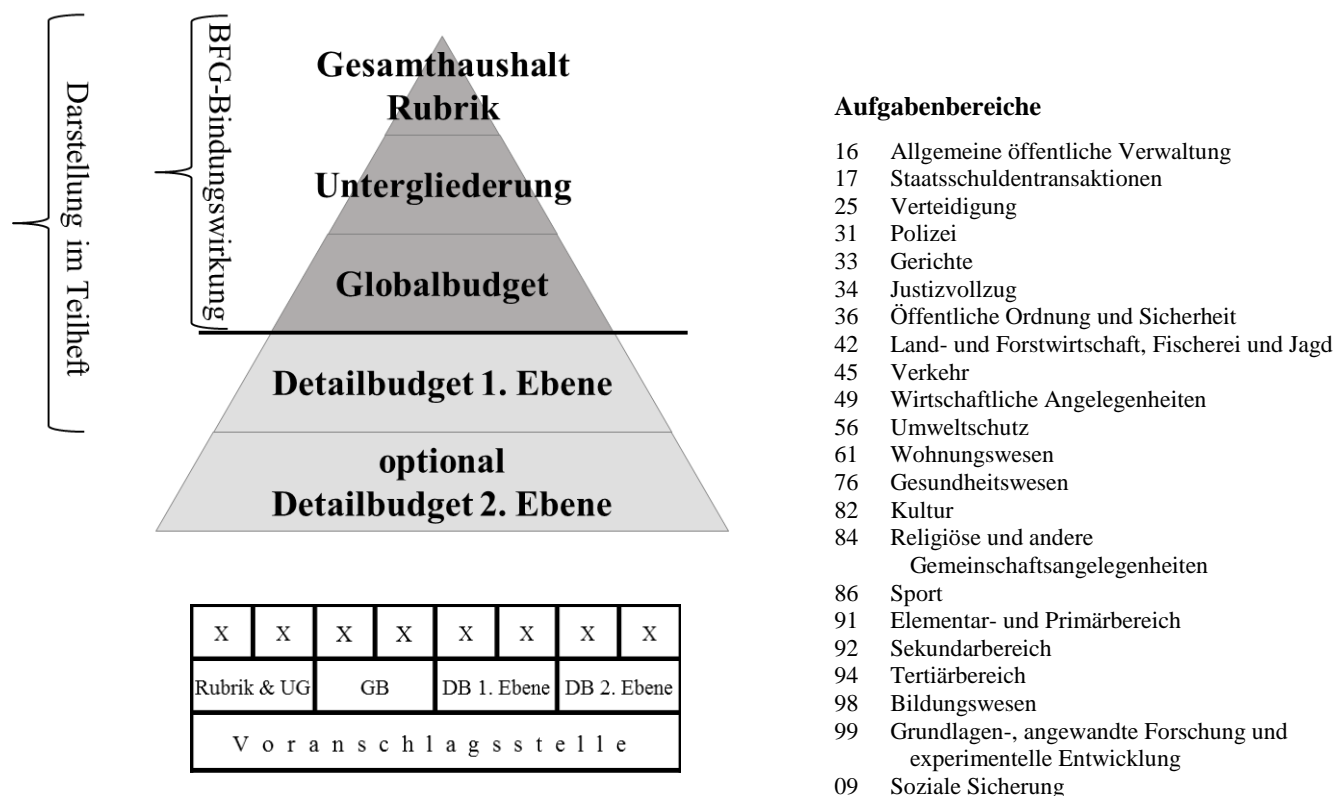 Darstellung im Teilheft
BFG-Bindungswirkung
Gesamthaushalt
Rubrik
Untergliederung
Globalbudget
Detailbudget 1. Ebene
optional
Detailbudget 2. Ebene
X X X X X X X X
Rubrik & UG GB DB 1. Ebene DB 2. Ebene
Voranschlagsstelle
Aufgabenbereiche
16 Allgemeine öffentliche Verwaltung
17 Staatsschuldentransaktionen
25 Verteidigung
31 Polizei
33 Gerichte
34 Justizvollzug
36 Öffentliche Ordnung und Sicherheit
42 Land- und Forstwirtschaft, Fischerei und Jagd
45 Verkehr
49 Wirtschaftliche Angelegenheiten
56 Umweltschutz
61 Wohnungswesen
76 Gesundheitswesen
82 Kultur
84 Religiöse und andere
Gemeinschaftsangelegenheiten
86 Sport
91 Elementar- und Primärbereich
92 Sekundarbereich
94 Tertiärbereich
98 Bildungswesen
99 Grundlagen-, angewandte Forschung und
experimentelle Entwicklung
09 Soziale Sicherung